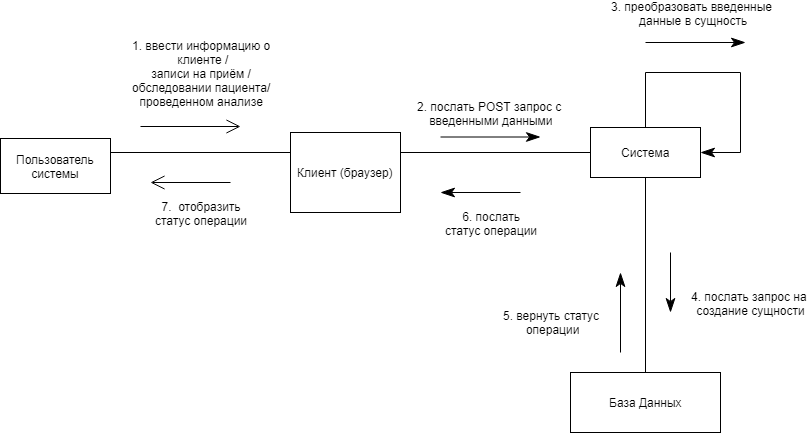 3. преобразовать введенные
данные в сущность
1. ввести информацию о
клиенте /
записи на приём /
обследовании пациента/
проведенном анализе
2. послать POST запрос с
введенными данными
Пользователь
системы
Клиент (браузер)
Система
7. отобразить
статус операции
6. послать
статус операции
5. вернуть статус
операции
4. послать запрос на
создание сущности
База Данных